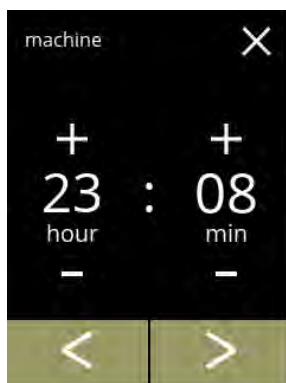 machine
+ +
23 : 08
hour min
- -
< >